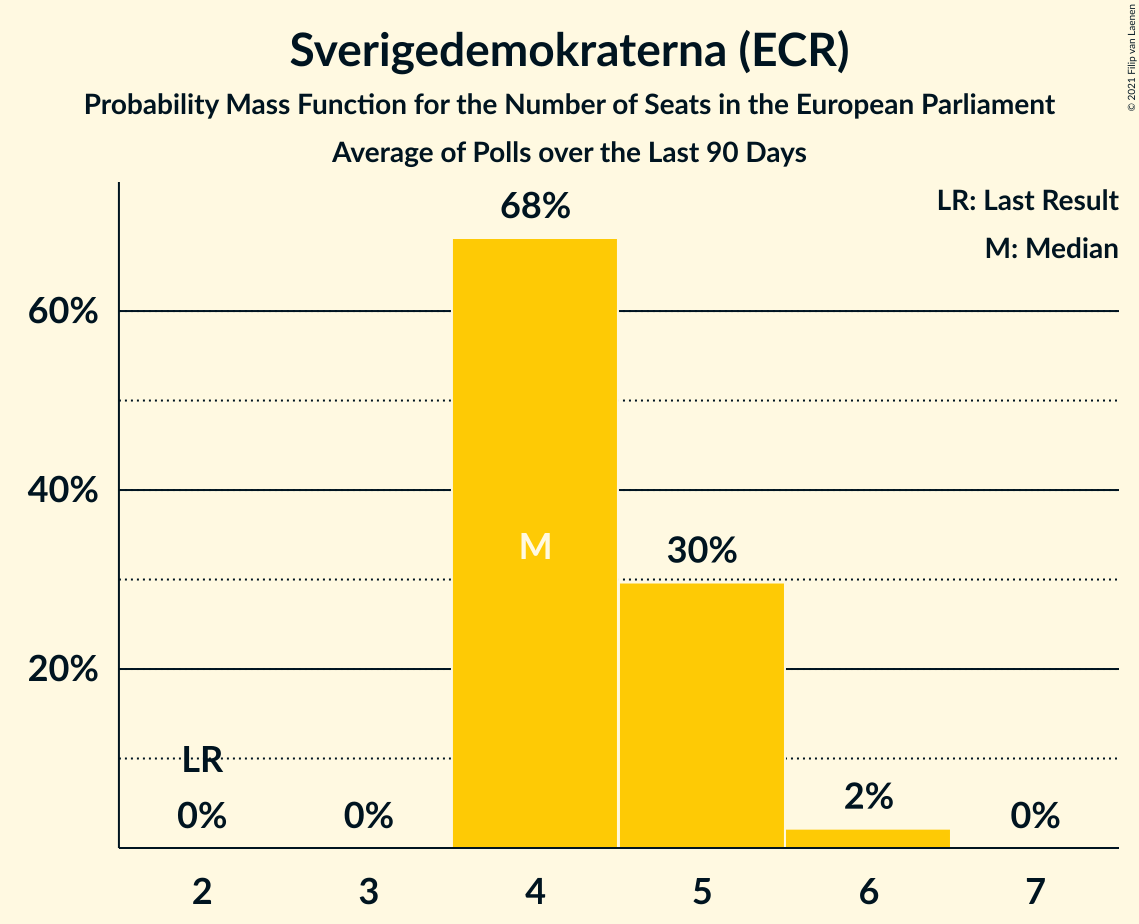 Sverigedemokraterna (ECR)
Probability Mass Function for the Number of Seats in the European Parliament
Average of Polls over the Last 90 Days
© 2021 Filip van Laenen
LR: Last Result
M: Median
68%
60%
40%
M
30%
20%
LR
0%
0%
2%
0%
2
3
4
5
6
7